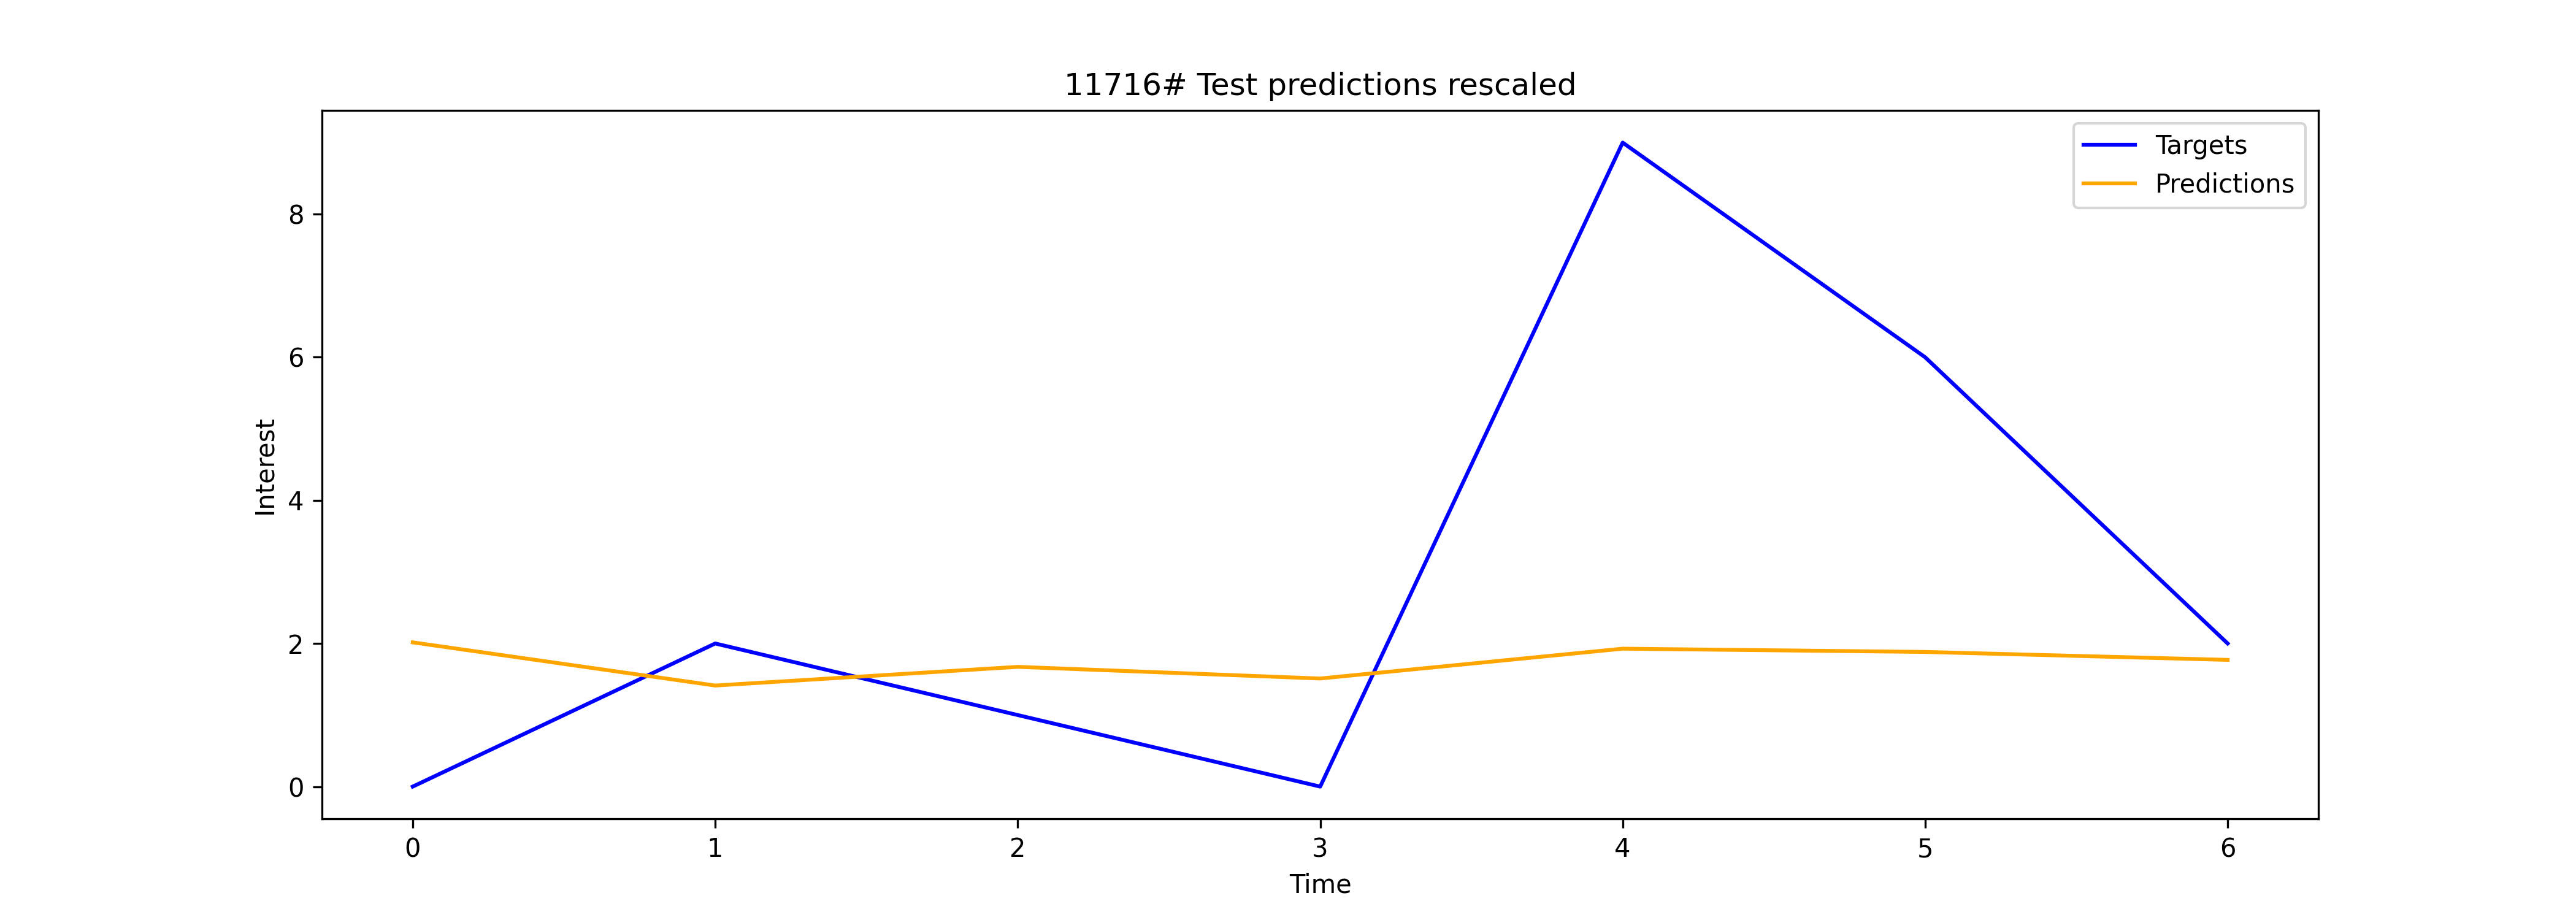 11716# Test predictions rescaled
Targets
Predictions
8
6
4
2
0
Interest
0 1 2 3 4 5 6
Time